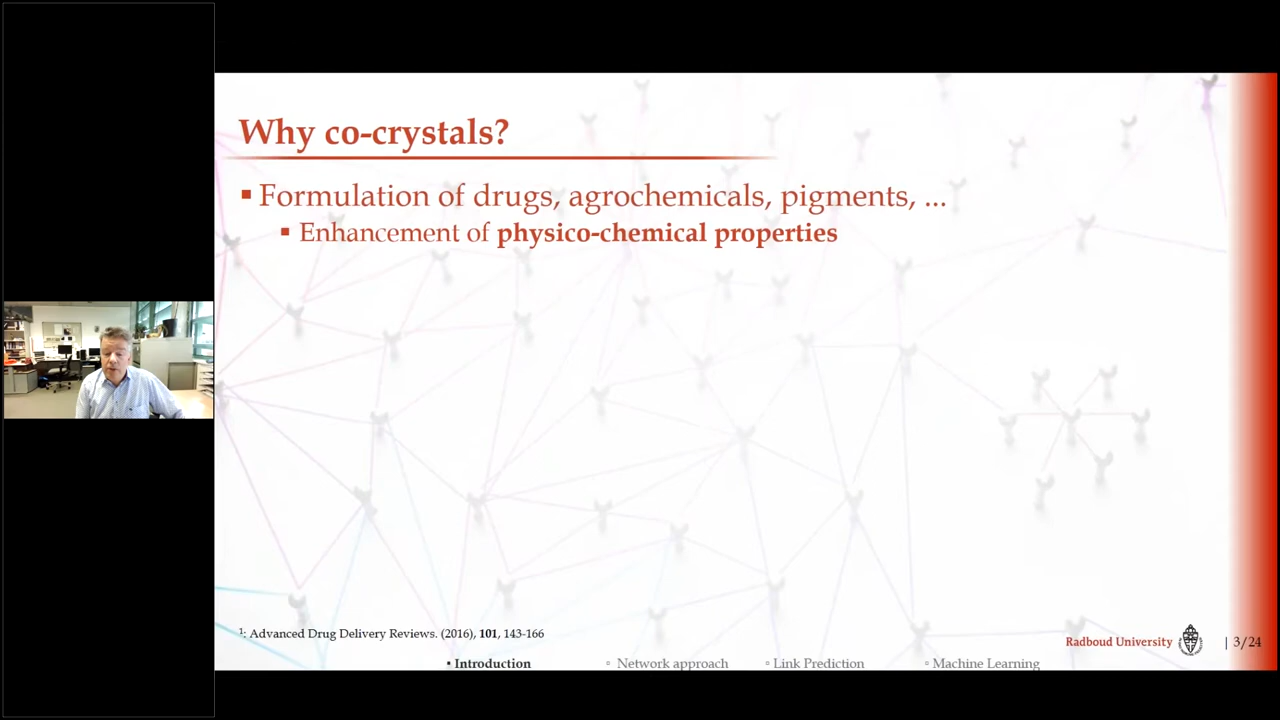 Why co-crystals?
▪ Formulation of drugs, agrochemicals, pigments, ...
▪ Enhancement of physico-chemical properties
1: Advanced Drug Delivery Reviews. (2016), 101, 143-166
Radboud University | 3/24
▪ Introduction ▫ Network approach ▫ Link Prediction ▫ Machine Learning